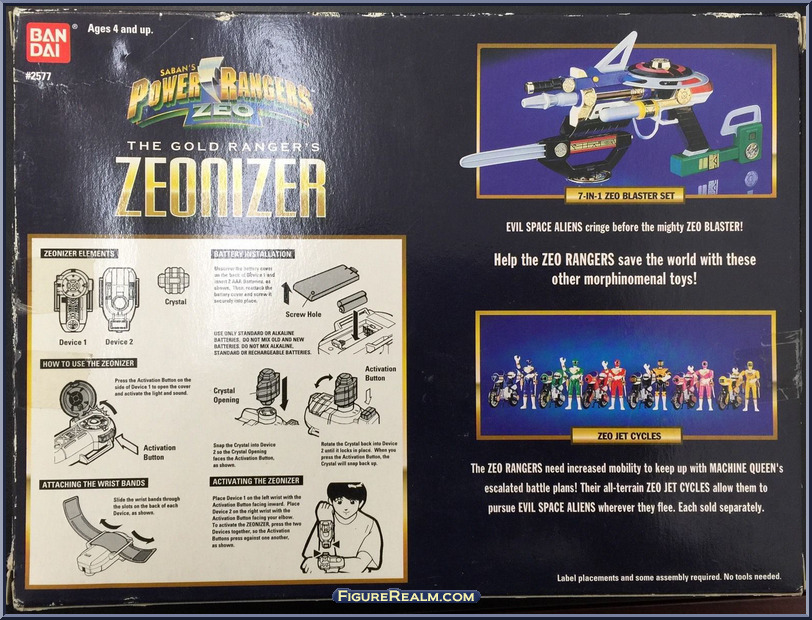 BAN
DAI
®
Ages 4 and up.
#2577
SABAN'S
POWER RANGERS
ZEO
THE GOLD RANGER'S
ZEONIZER
ZEONIZER ELEMENTS
Device 1
Device 2
Crystal
BATTERY INSTALLATION
Screw Hole
USE ONLY STANDARD OR ALKALINE
BATTERIES. DO NOT MIX OLD AND NEW
BATTERIES. DO NOT MIX ALKALINE,
STANDARD OR RECHARGEABLE BATTERIES.
HOW TO USE THE ZEONIZER
Press the Activation Button on the
side of Device 1 to open the cover
and activate the light and sound.
Activation
Button
Crystal
Opening
Activation
Button
Snap the Crystal into Device
2 so the Crystal Opening
faces the Activation Button,
as shown.
Rotate the Crystal back into Device
2 until it locks in place. When you
press the Activation Button, the
Crystal will snap back up.
ATTACHING THE WRIST BANDS
Slide the wrist bands through
the slots on the back of each
Device, as shown.
ACTIVATING THE ZEONIZER
Place Device 1 on the left wrist with the
Activation Button facing inward. Place
Device 2 on the right wrist with the
Activation Button facing your elbow.
To activate the ZEONIZER, press the two
Devices together, so the Activation
Buttons press against one another,
as shown.
7-IN-1 ZEO BLASTER SET
EVIL SPACE ALIENS cringe before the mighty ZEO BLASTER!
Help the ZEO RANGERS save the world with these
other morphinomenal toys!
ZEO JET CYCLES
The ZEO RANGERS need increased mobility to keep up with MACHINE QUEEN's
escalated battle plans! Their all-terrain ZEO JET CYCLES allow them to
pursue EVIL SPACE ALIENS wherever they flee. Each sold separately.
Label placements and some assembly required. No tools needed.
FIGUREREALM.COM